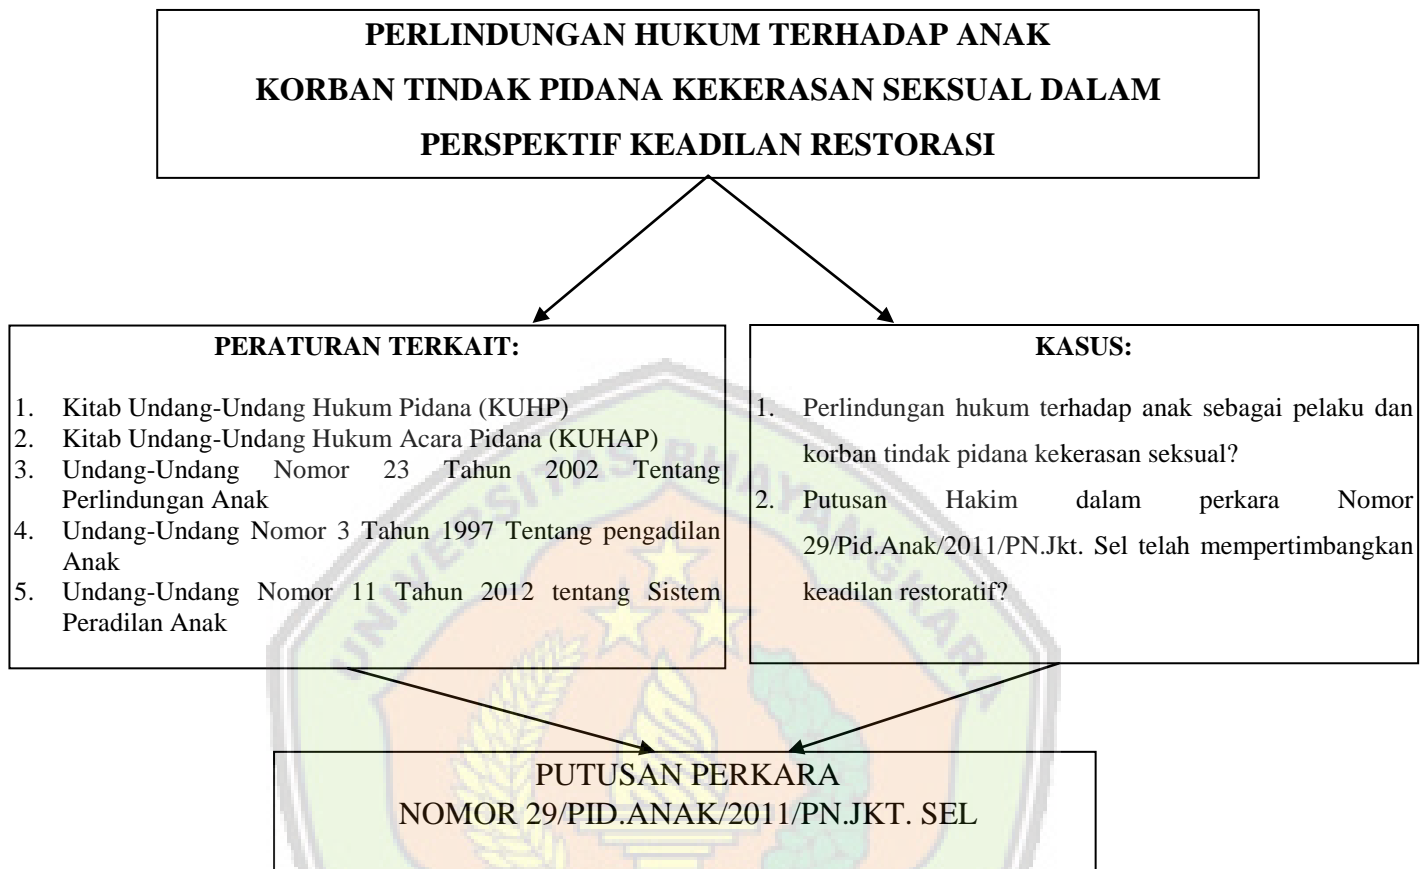 PERLINDUNGAN HUKUM TERHADAP ANAK
KORBAN TINDAK PIDANA KEKERASAN SEKSUAL DALAM
PERSPEKTIF KEADILAN RESTORASI
PERATURAN TERKAIT:
1. Kitab Undang-Undang Hukum Pidana (KUHP)
2. Kitab Undang-Undang Hukum Acara Pidana (KUHAP)
3. Undang-Undang Nomor 23 Tahun 2002 Tentang
Perlindungan Anak
4. Undang-Undang Nomor 3 Tahun 1997 Tentang pengadilan
Anak
5. Undang-Undang Nomor 11 Tahun 2012 tentang Sistem
Peradilan Anak
KASUS:
1. Perlindungan hukum terhadap anak sebagai pelaku dan
korban tindak pidana kekerasan seksual?
2. Putusan Hakim dalam perkara Nomor
29/Pid.Anak/2011/PN.Jkt. Sel telah mempertimbangkan
keadilan restoratif?
PUTUSAN PERKARA
NOMOR 29/PID.ANAK/2011/PN.JKT. SEL
UNIVERSITAS BHAYANGKARA